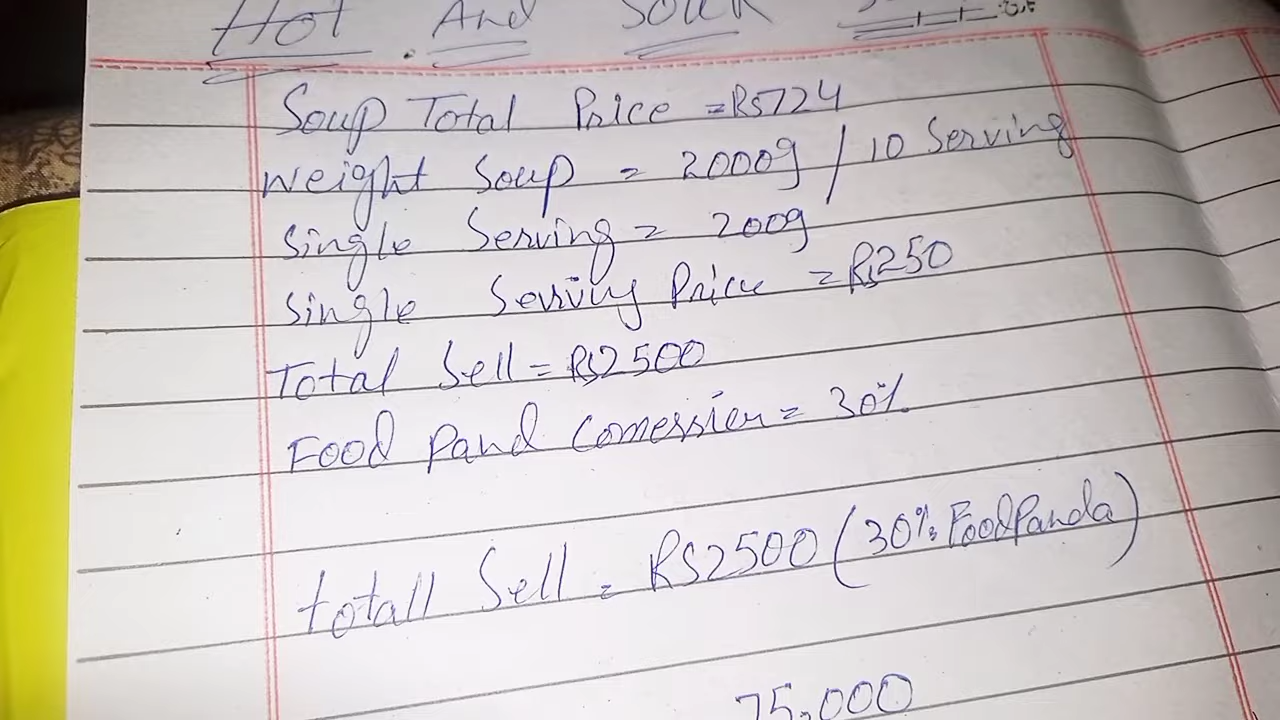 Hot And Sour
Soup Total Price = Rs724
Weight Soup = 2000g / 10 Serving
Single Serving = 200g
Single Serving Price = Rs250
Total Sell = Rs2500
Food Pand Comession = 30%
totall Sell = Rs2500 (30% FoodPanda)
75,000